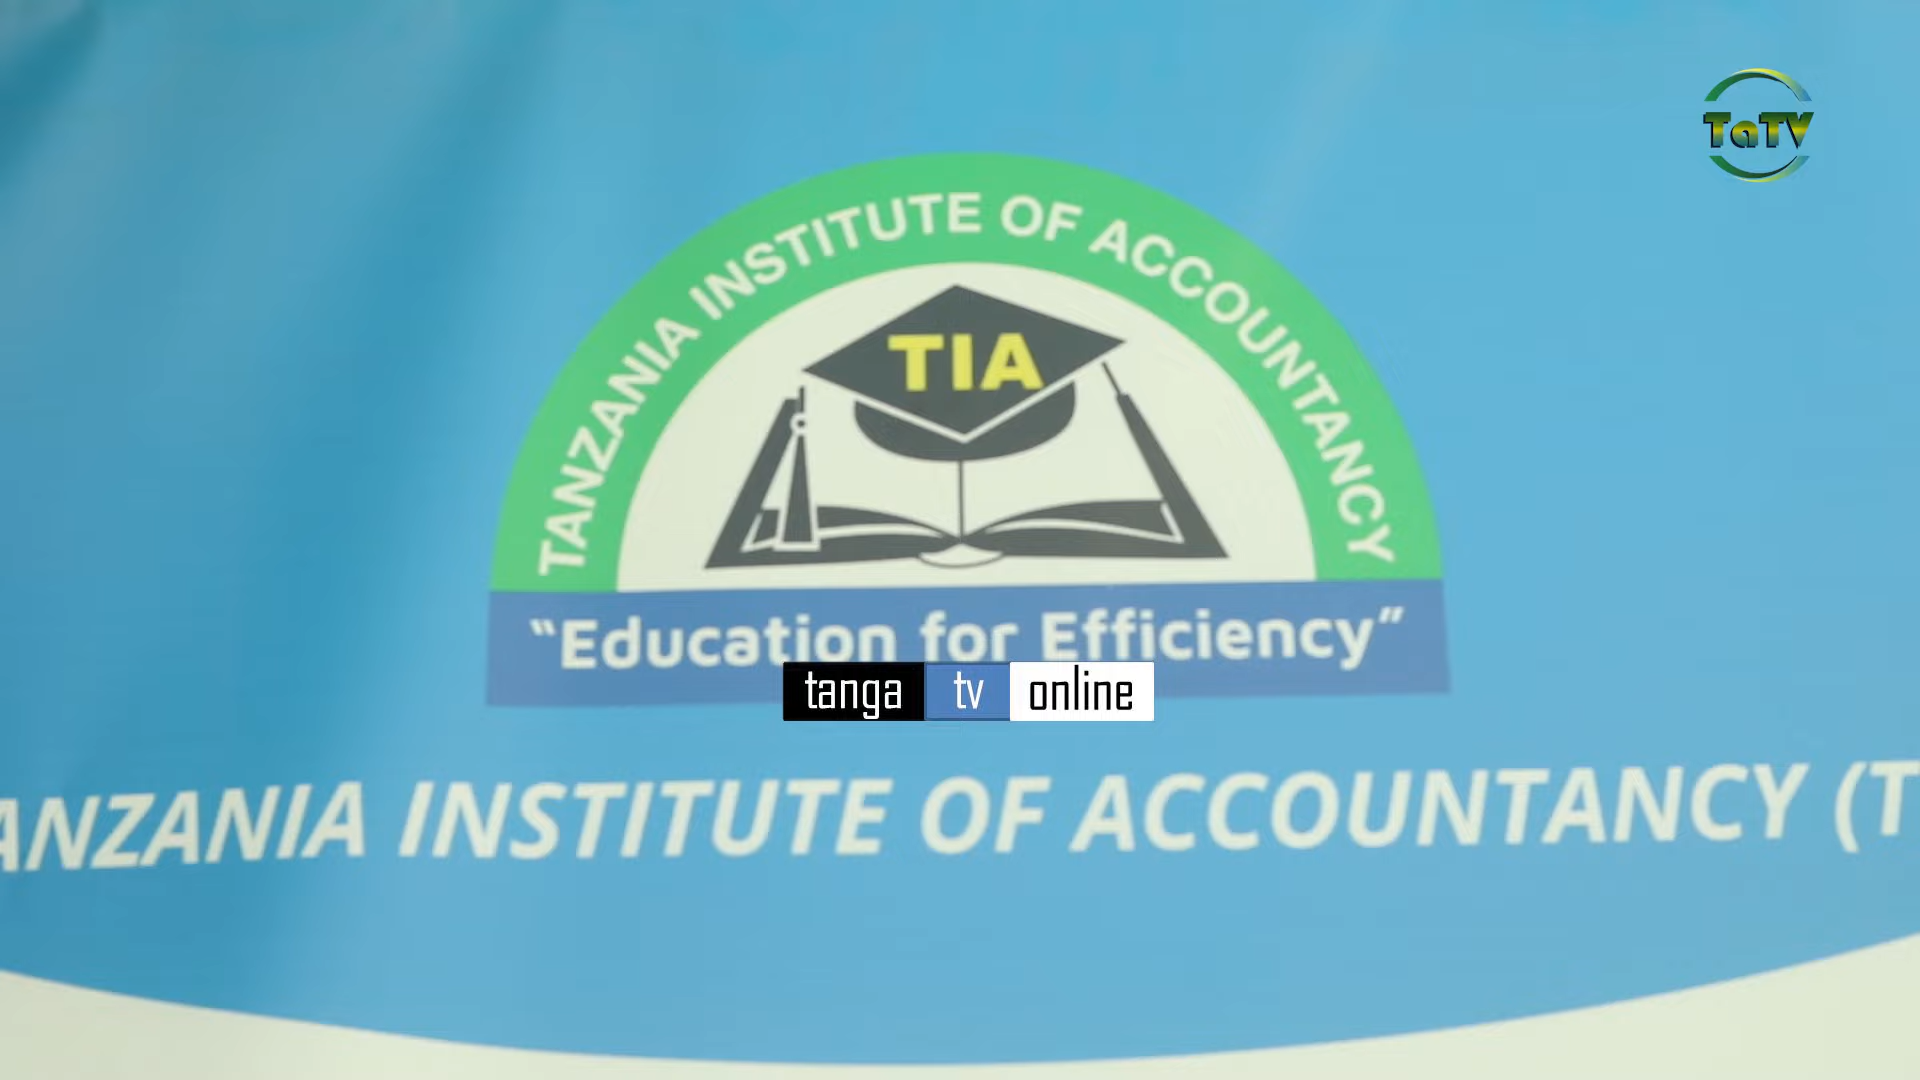 TaTV
TANZANIA INSTITUTE OF ACCOUNTANCY
TIA
“Education for Efficiency”
tanga tv online
ANZANIA INSTITUTE OF ACCOUNTANCY (T